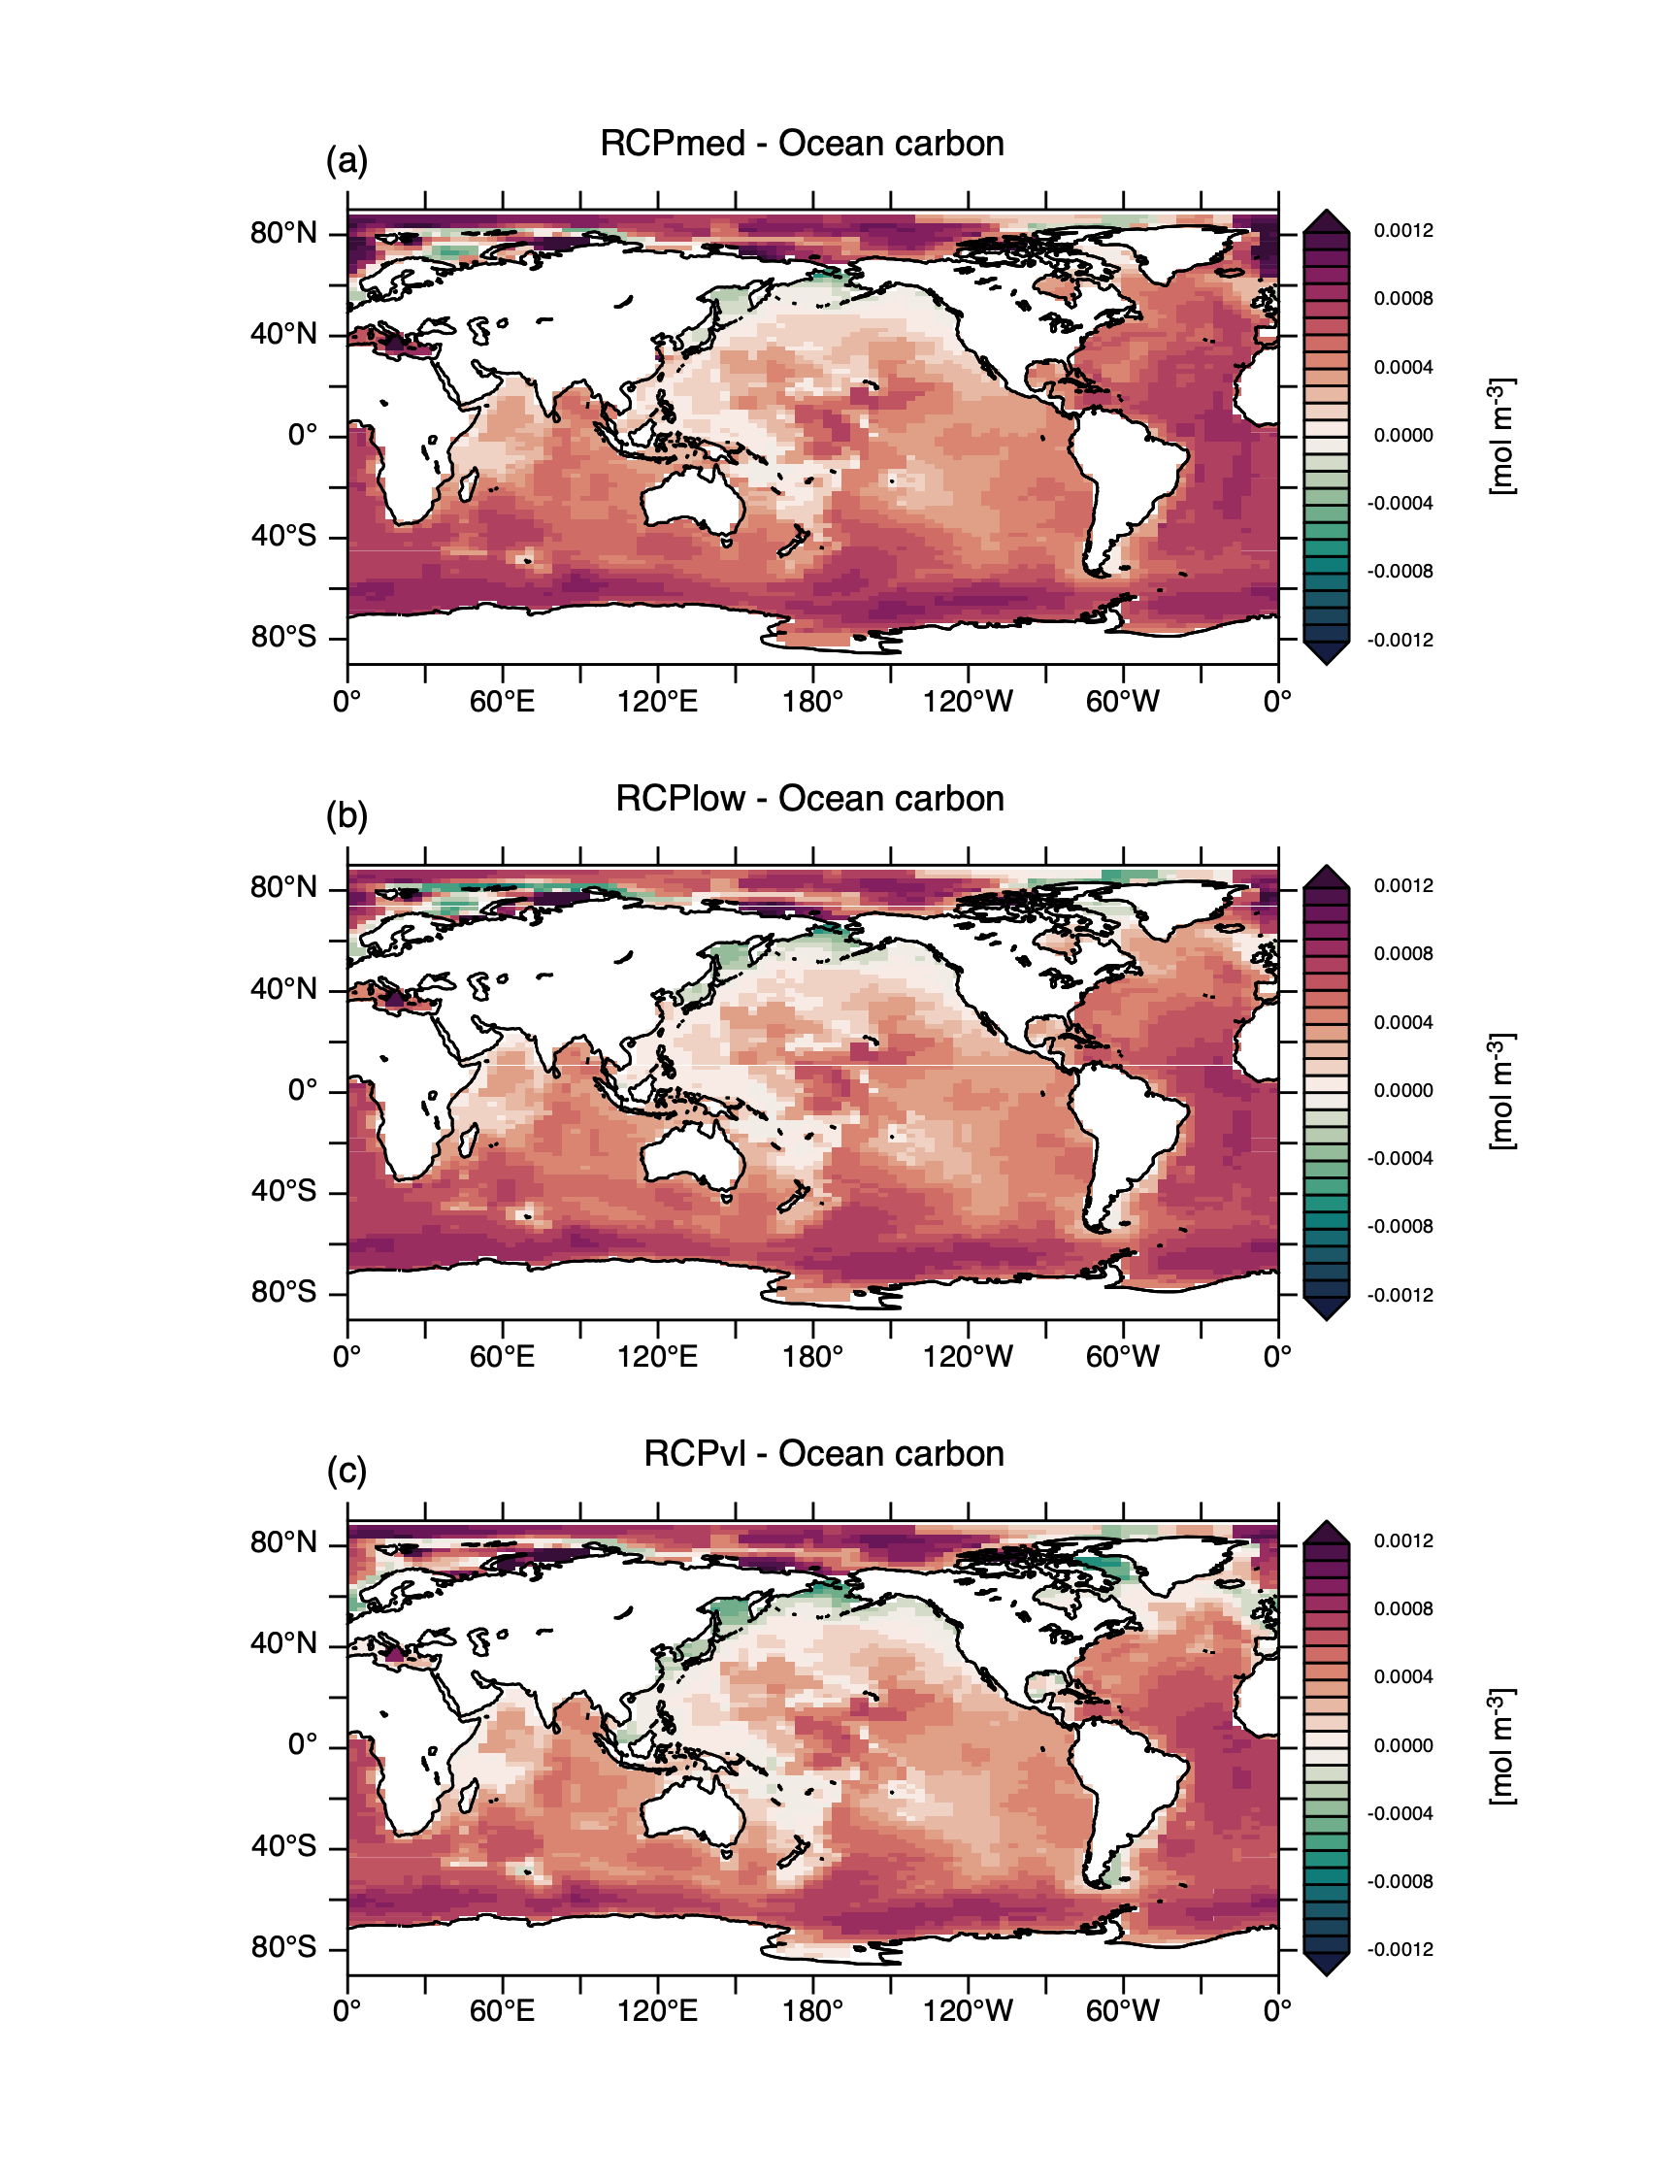 RCPmed - Ocean carbon
(a)
80°N
40°N
0°
40°S
80°S
0° 60°E 120°E 180° 120°W 60°W 0°
0.0012
0.0008
0.0004
0.0000
-0.0004
-0.0008
-0.0012
[mol m-3]
RCPlow - Ocean carbon
(b)
80°N
40°N
0°
40°S
80°S
0° 60°E 120°E 180° 120°W 60°W 0°
0.0012
0.0008
0.0004
0.0000
-0.0004
-0.0008
-0.0012
[mol m-3]
RCPvl - Ocean carbon
(c)
80°N
40°N
0°
40°S
80°S
0° 60°E 120°E 180° 120°W 60°W 0°
0.0012
0.0008
0.0004
0.0000
-0.0004
-0.0008
-0.0012
[mol m-3]